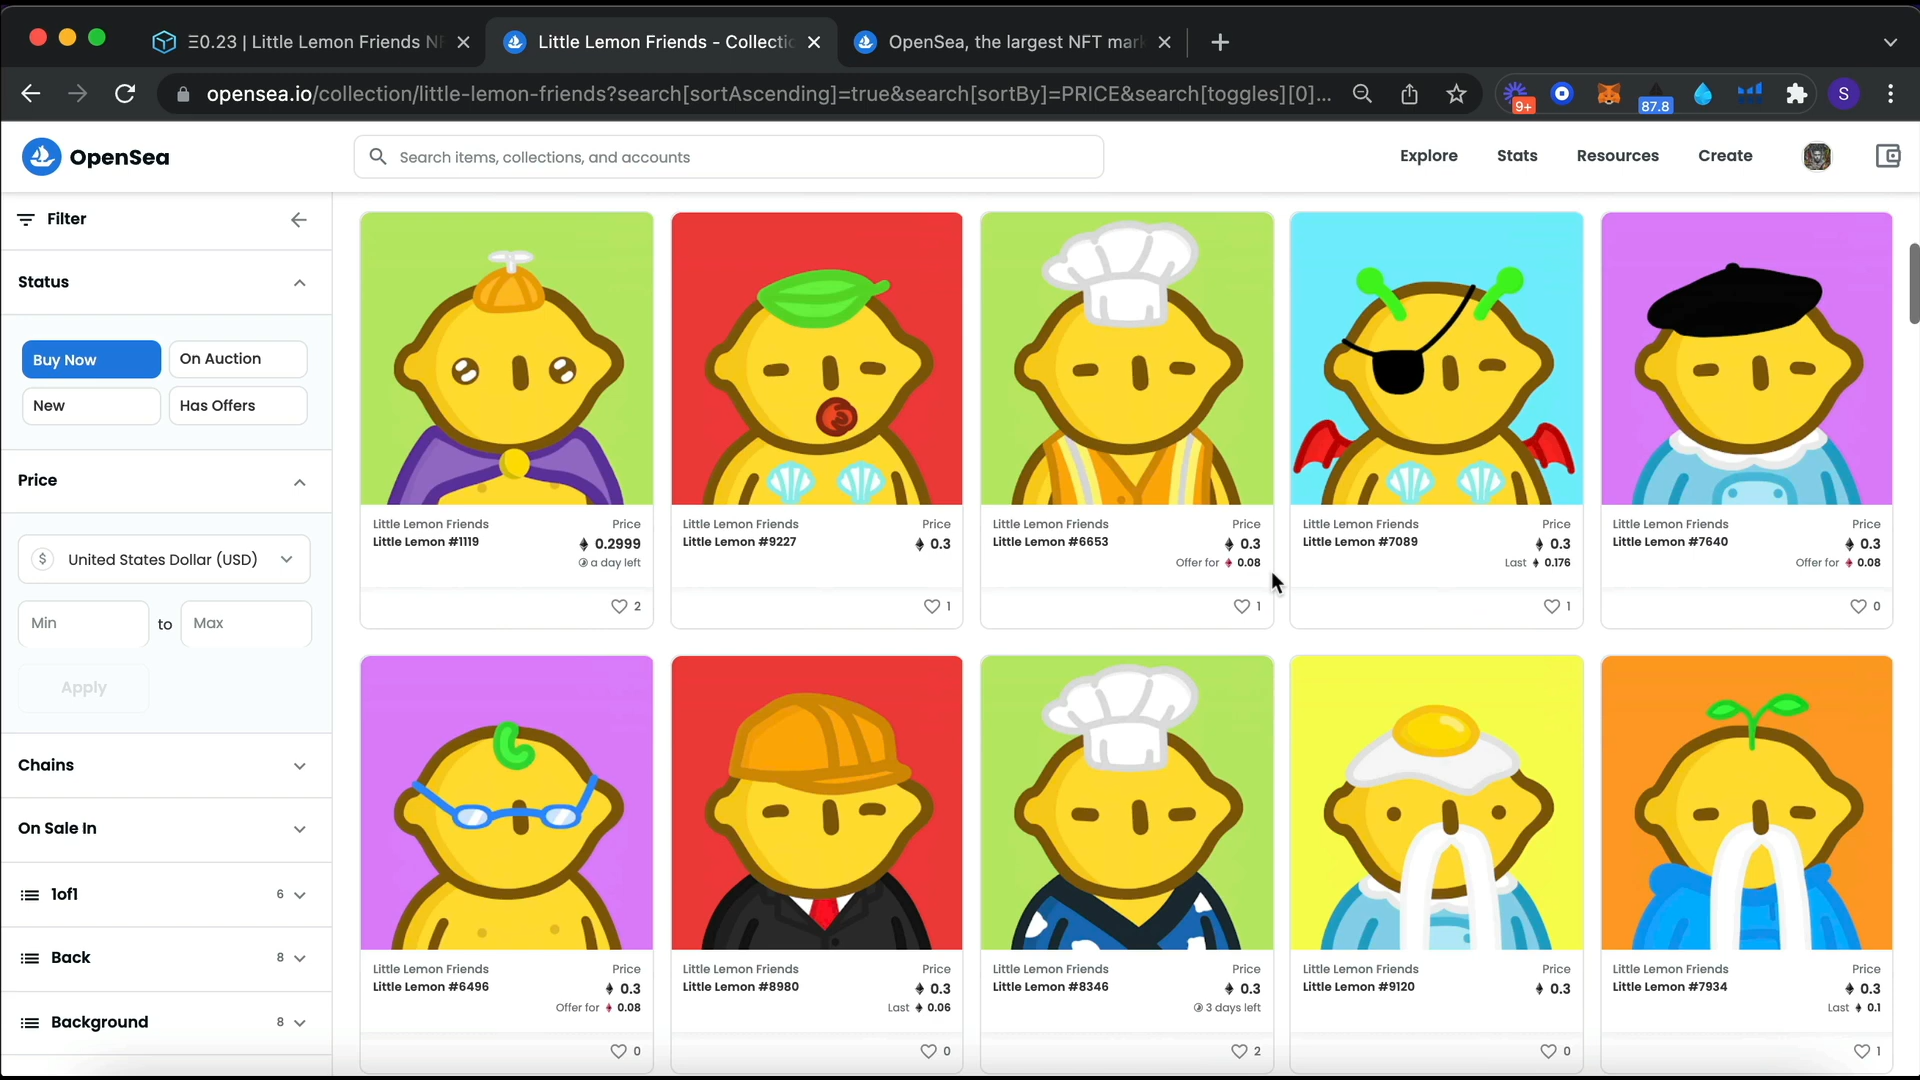 Ξ0.23 | Little Lemon Friends
Little Lemon Friends - Collectic
OpenSea, the largest NFT mar
opensea.io/collection/little-lemon-friends?search[sortAscending]=true&search[sortBy]=PRICE&search[toggles][0]...
9+
87.8
S
OpenSea
Search items, collections, and accounts
Explore
Stats
Resources
Create
Filter
Status
Buy Now
On Auction
New
Has Offers
Price
$ United States Dollar (USD)
Min
to
Max
Apply
Chains
On Sale In
1of1
6
Back
8
Background
8
Little Lemon Friends
Price
Little Lemon #1119
0.2999
a day left
2
Little Lemon Friends
Price
Little Lemon #9227
0.3
1
Little Lemon Friends
Price
Little Lemon #6653
0.3
Offer for 0.08
1
Little Lemon Friends
Price
Little Lemon #7089
0.3
Last 0.176
1
Little Lemon Friends
Price
Little Lemon #7640
0.3
Offer for 0.08
0
Little Lemon Friends
Price
Little Lemon #6496
0.3
Offer for 0.08
0
Little Lemon Friends
Price
Little Lemon #8980
0.3
Last 0.06
0
Little Lemon Friends
Price
Little Lemon #8346
0.3
3 days left
2
Little Lemon Friends
Price
Little Lemon #9120
0.3
0
Little Lemon Friends
Price
Little Lemon #7934
0.3
Last 0.1
1